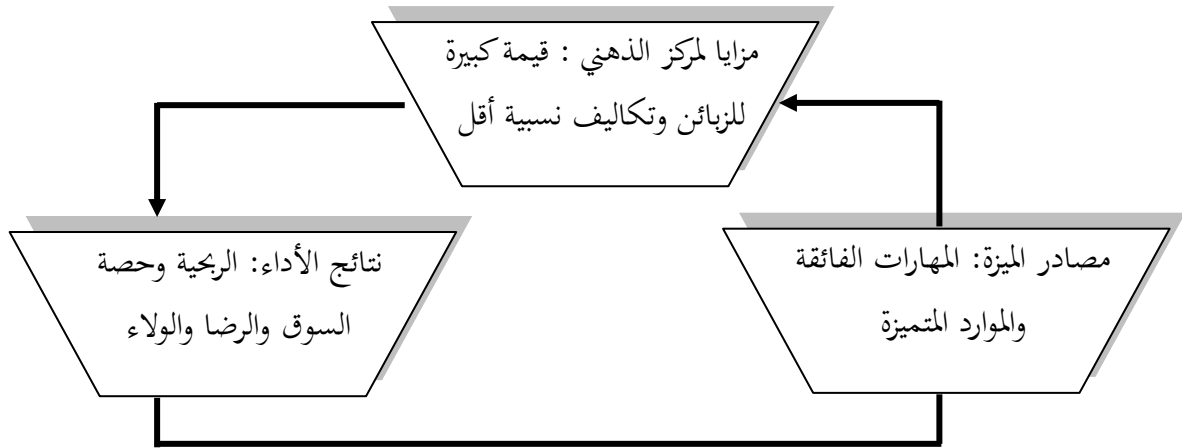 مزايا لمركز الذهني : قيمة كبيرة
للزبائن وتكاليف نسبية أقل
مصادر الميزة: المهارات الفائقة
والموارد المتميزة
نتائج الأداء: الربحية وحصة
السوق والرضا والولاء